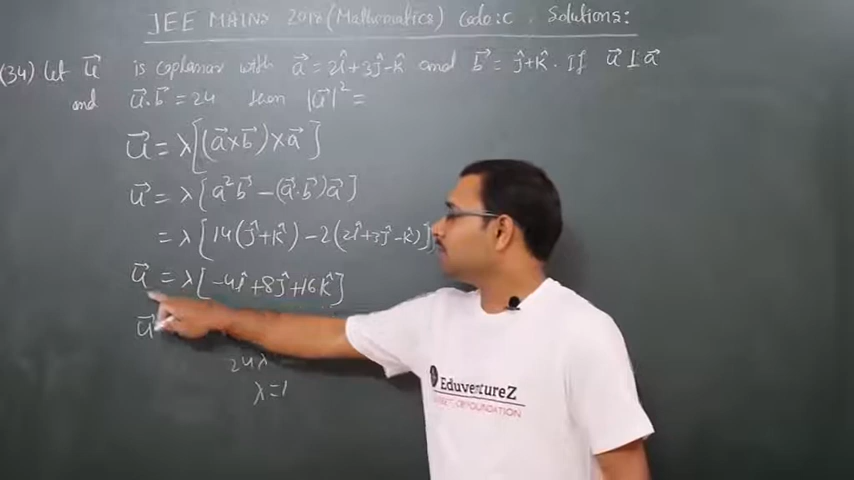 JEE MAINS 2018 (Mathematics) Code:C Solutions:
(34) Let u⃗ is coplanar with a⃗ = 2î+3ĵ-k̂ and b⃗ = ĵ+k̂. If u⃗ ⊥ a⃗
and u⃗.b⃗ = 24 then |u⃗|² =
u⃗ = λ[(a⃗×b⃗)×a⃗]
u⃗ = λ[a²b⃗ -(a⃗.b⃗)a⃗]
= λ[14(ĵ+k̂)-2(2î+3ĵ-k̂)]
u⃗ = λ[-4î+8ĵ+16k̂]
u⃗
24λ
λ=1
EduventureZ
FOUNDATION